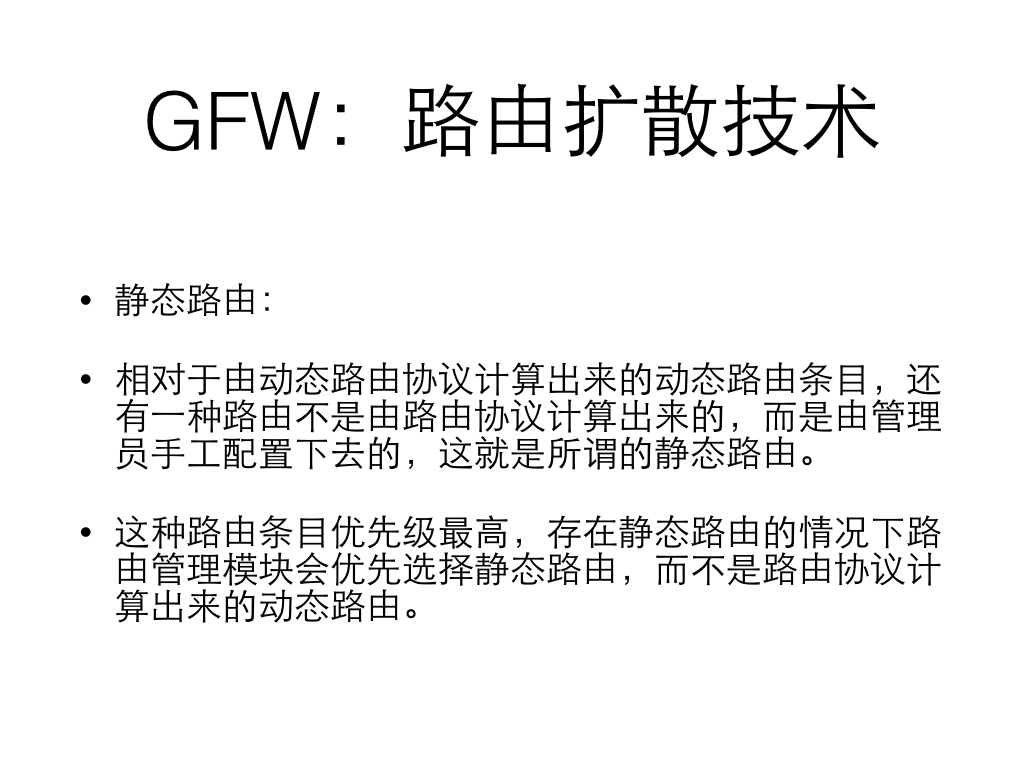 GFW：路由扩散技术
• 静态路由：
• 相对于由动态路由协议计算出来的动态路由条目，还
有一种路由不是由路由协议计算出来的，而是由管理
员手工配置下去的，这就是所谓的静态路由。
• 这种路由条目优先级最高，存在静态路由的情况下路
由管理模块会优先选择静态路由，而不是路由协议计
算出来的动态路由。